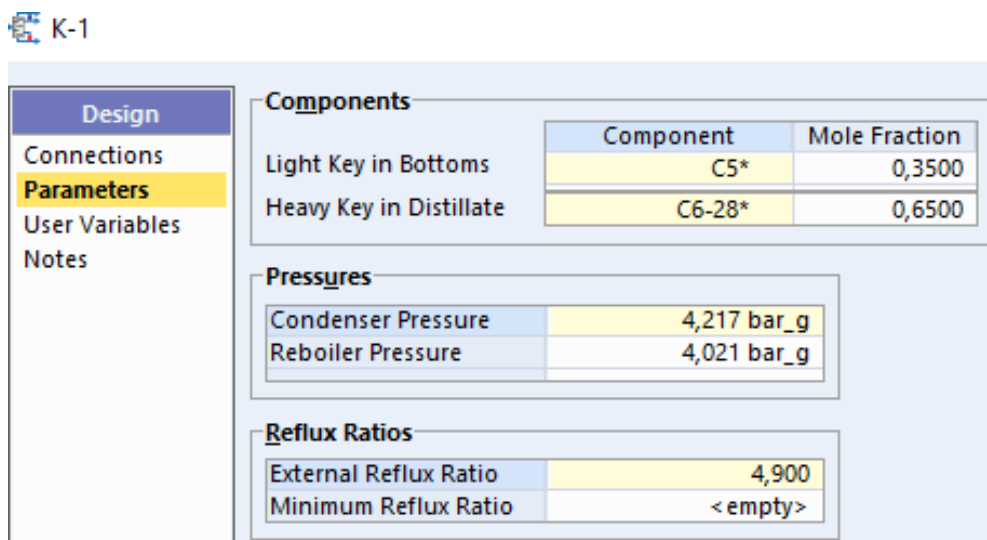 K-1
Design
Connections
Parameters
User Variables
Notes
Components
Component Mole Fraction
Light Key in Bottoms C5* 0,3500
Heavy Key in Distillate C6-28* 0,6500
Pressures
Condenser Pressure 4,217 bar_g
Reboiler Pressure 4,021 bar_g
Reflux Ratios
External Reflux Ratio 4,900
Minimum Reflux Ratio <empty>